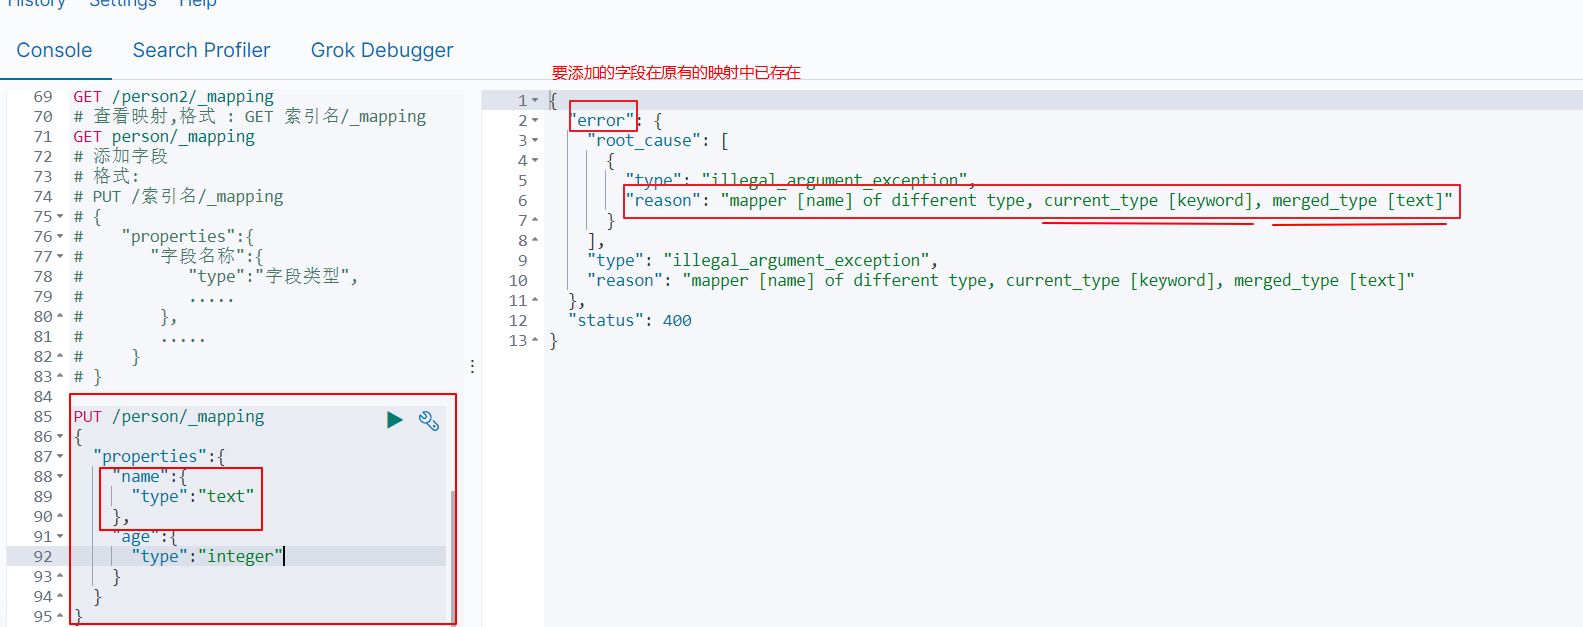 History Settings Help
Console Search Profiler Grok Debugger
要添加的字段在原有的映射中已存在
69 GET /person2/_mapping
70 # 查看映射,格式 : GET 索引名/_mapping
71 GET person/_mapping
72 # 添加字段
73 # 格式:
74 # PUT /索引名/_mapping
75 # {
76 # "properties":{
77 # "字段名称":{
78 # "type":"字段类型",
79 # .....
80 # },
81 # .....
82 # }
83 # }
84
85 PUT /person/_mapping
86 {
87 "properties":{
88 "name":{
89 "type":"text"
90 },
91 "age":{
92 "type":"integer"
93 }
94 }
95 }
1 {
2 "error": {
3 "root_cause": [
4 {
5 "type": "illegal_argument_exception",
6 "reason": "mapper [name] of different type, current_type [keyword], merged_type [text]"
7 }
8 ],
9 "type": "illegal_argument_exception",
10 "reason": "mapper [name] of different type, current_type [keyword], merged_type [text]"
11 },
12 "status": 400
13 }